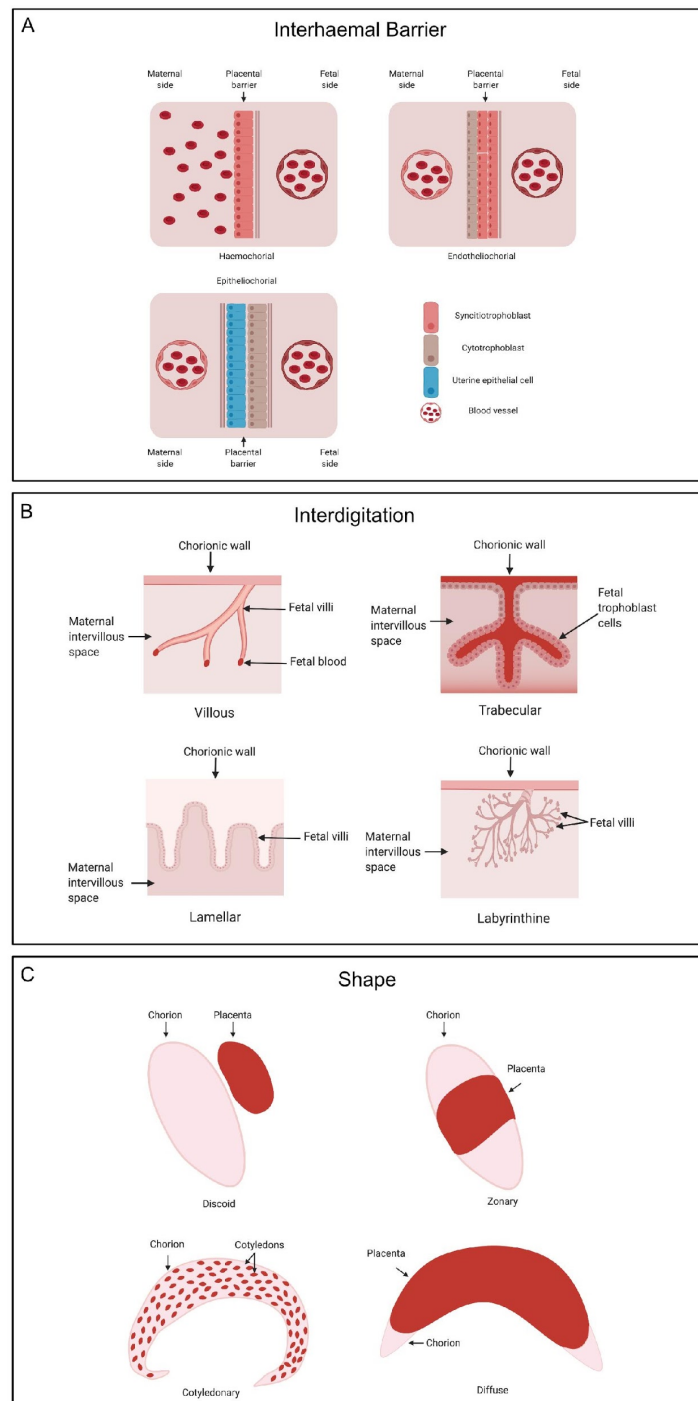 A
Interhaemal Barrier
Maternal side
Placental barrier
Fetal side
Maternal side
Placental barrier
Fetal side
Haemochorial
Endotheliochorial
Epitheliochorial
Syncitiotrophoblast
Cytotrophoblast
Uterine epithelial cell
Blood vessel
Maternal side
Placental barrier
Fetal side
B
Interdigitation
Chorionic wall
Maternal intervillous space
Fetal villi
Fetal blood
Villous
Chorionic wall
Maternal intervillous space
Fetal trophoblast cells
Trabecular
Chorionic wall
Fetal villi
Maternal intervillous space
Lamellar
Chorionic wall
Fetal villi
Maternal intervillous space
Labyrinthine
C
Shape
Chorion
Placenta
Discoid
Chorion
Placenta
Zonary
Chorion
Cotyledons
Cotyledonary
Placenta
Chorion
Diffuse